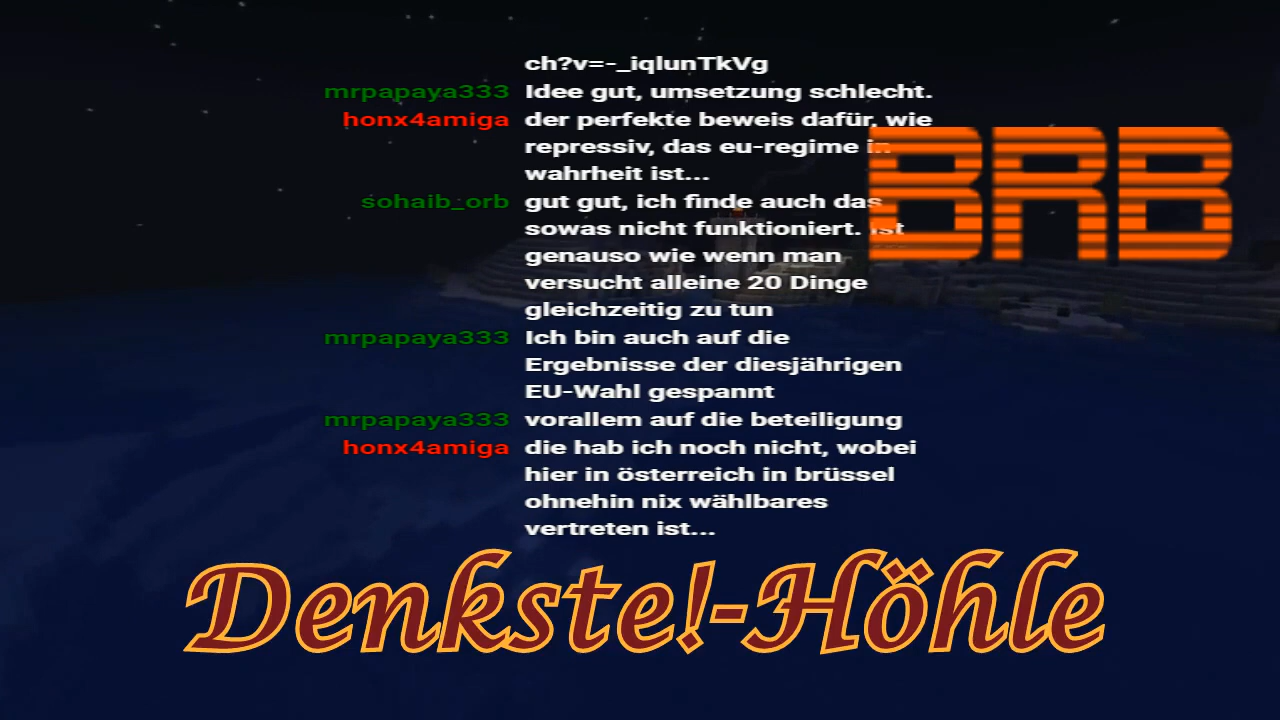 ch?v=-_iqlunTkVg
mrpapaya333 Idee gut, umsetzung schlecht.
honx4amiga der perfekte beweis dafür, wie
repressiv, das eu-regime in
wahrheit ist...
BRB
sohaib_orb gut gut, ich finde auch das
sowas nicht funktioniert. ist
genauso wie wenn man
versucht alleine 20 Dinge
gleichzeitig zu tun
mrpapaya333 Ich bin auch auf die
Ergebnisse der diesjährigen
EU-Wahl gespannt
mrpapaya333 vorallem auf die beteiligung
honx4amiga die hab ich noch nicht, wobei
hier in österreich in brüssel
ohnehin nix wählbares
vertreten ist...
Denkste!-Höhle